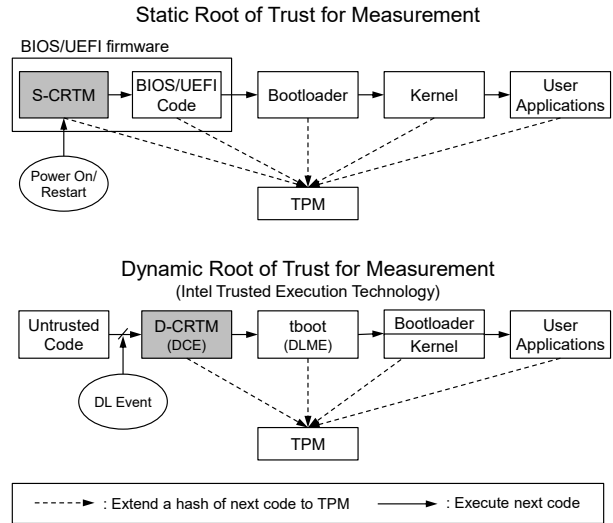 Static Root of Trust for Measurement
BIOS/UEFI firmware
S-CRTM
BIOS/UEFI
Code
Bootloader
Kernel
User
Applications
Power On/
Restart
TPM
Dynamic Root of Trust for Measurement
(Intel Trusted Execution Technology)
Untrusted
Code
D-CRTM
(DCE)
tboot
(DLME)
Bootloader
Kernel
User
Applications
DL Event
TPM
: Extend a hash of next code to TPM
: Execute next code